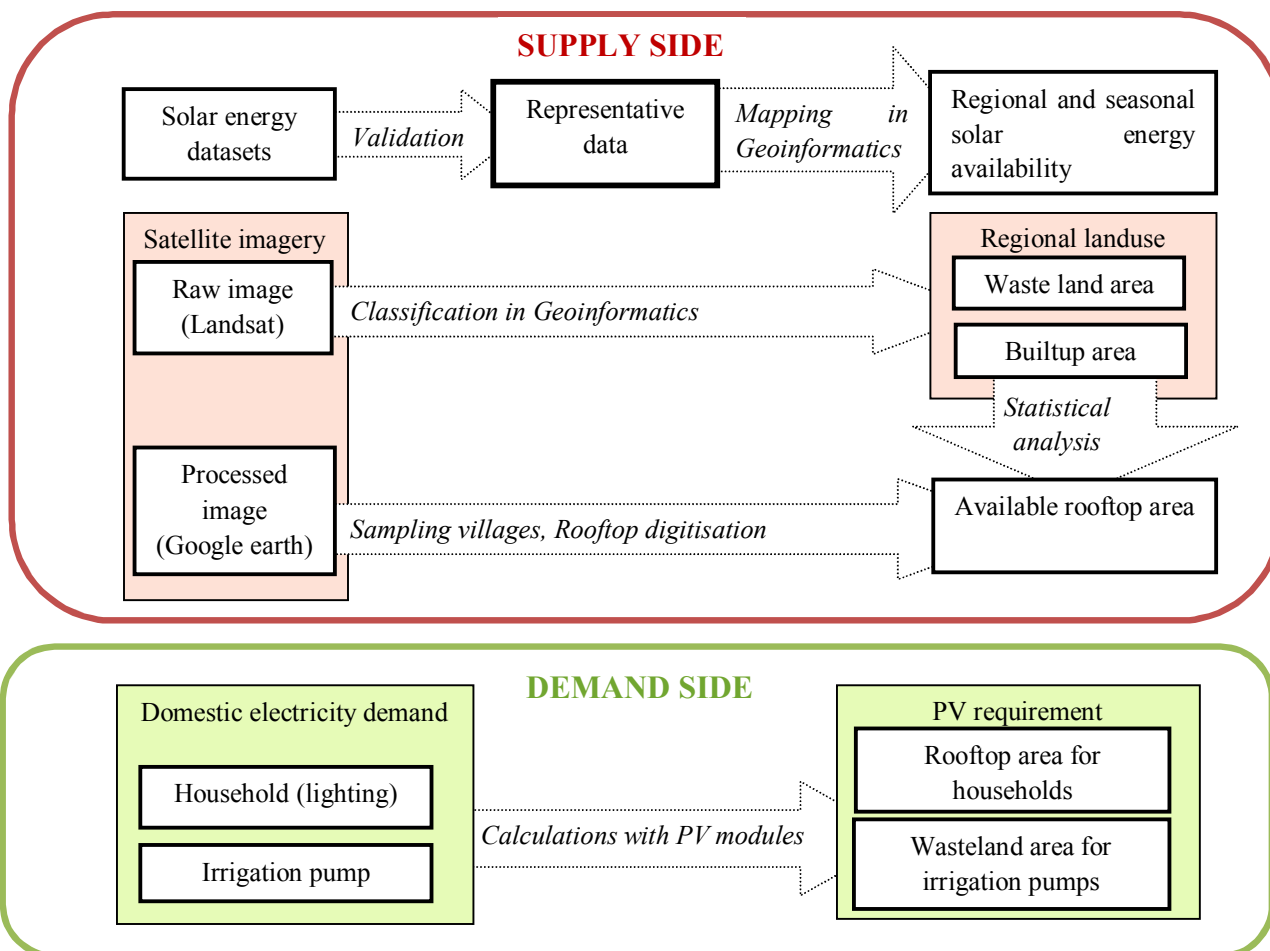 SUPPLY SIDE
Solar energy
datasets
Validation
Representative
data
Mapping in
Geoinformatics
Regional and seasonal
solar energy
availability
Satellite imagery
Raw image
(Landsat)
Classification in Geoinformatics
Regional landuse
Waste land area
Builtup area
Statistical
analysis
Processed
image
(Google earth)
Sampling villages, Rooftop digitisation
Available rooftop area
DEMAND SIDE
Domestic electricity demand
Household (lighting)
Irrigation pump
Calculations with PV modules
PV requirement
Rooftop area for
households
Wasteland area for
irrigation pumps